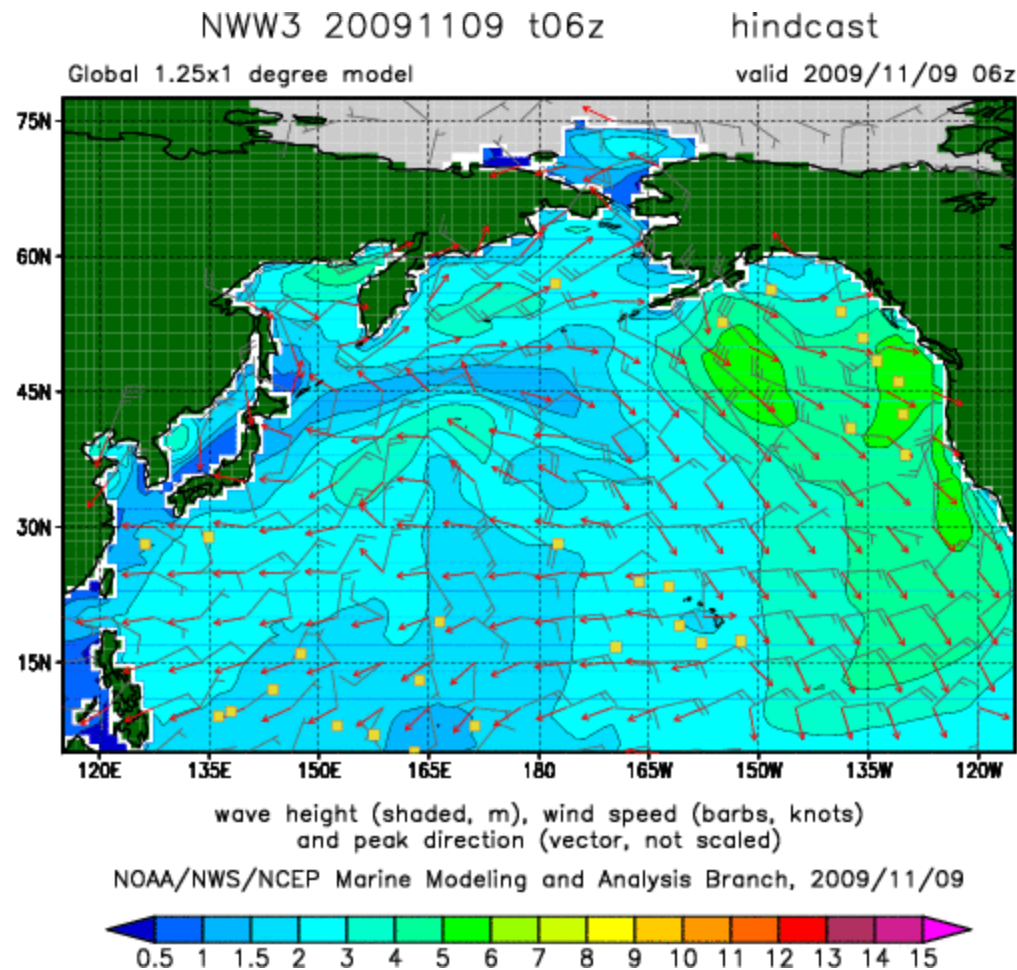 NWW3 20091109 t06z hindcast
Global 1.25x1 degree model valid 2009/11/09 06z
75N
60N
45N
30N
15N
120E 135E 150E 165E 180 165W 150W 135W 120W
wave height (shaded, m), wind speed (barbs, knots)
and peak direction (vector, not scaled)
NOAA/NWS/NCEP Marine Modeling and Analysis Branch, 2009/11/09
0.5 1 1.5 2 3 4 5 6 7 8 9 10 11 12 13 14 15